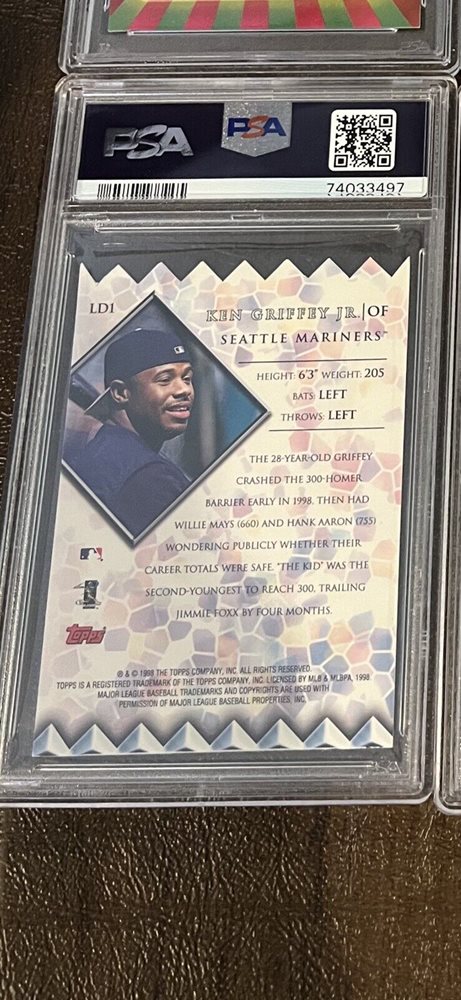 PSA
PSA
74033497
LD1
KEN GRIFFEY JR.|OF
SEATTLE MARINERS™
HEIGHT: 6'3" WEIGHT: 205
BATS: LEFT
THROWS: LEFT
THE 28-YEAR-OLD GRIFFEY
CRASHED THE 300-HOMER
BARRIER EARLY IN 1998, THEN HAD
WILLIE MAYS (660) AND HANK AARON (755)
WONDERING PUBLICLY WHETHER THEIR
CAREER TOTALS WERE SAFE. "THE KID" WAS THE
SECOND-YOUNGEST TO REACH 300, TRAILING
JIMMIE FOXX BY FOUR MONTHS.
Topps
® & © 1998 THE TOPPS COMPANY, INC. ALL RIGHTS RESERVED.
TOPPS IS A REGISTERED TRADEMARK OF THE TOPPS COMPANY, INC. LICENSED BY MLB & MLBPA, 1998.
MAJOR LEAGUE BASEBALL TRADEMARKS AND COPYRIGHTS ARE USED WITH
PERMISSION OF MAJOR LEAGUE BASEBALL PROPERTIES, INC.